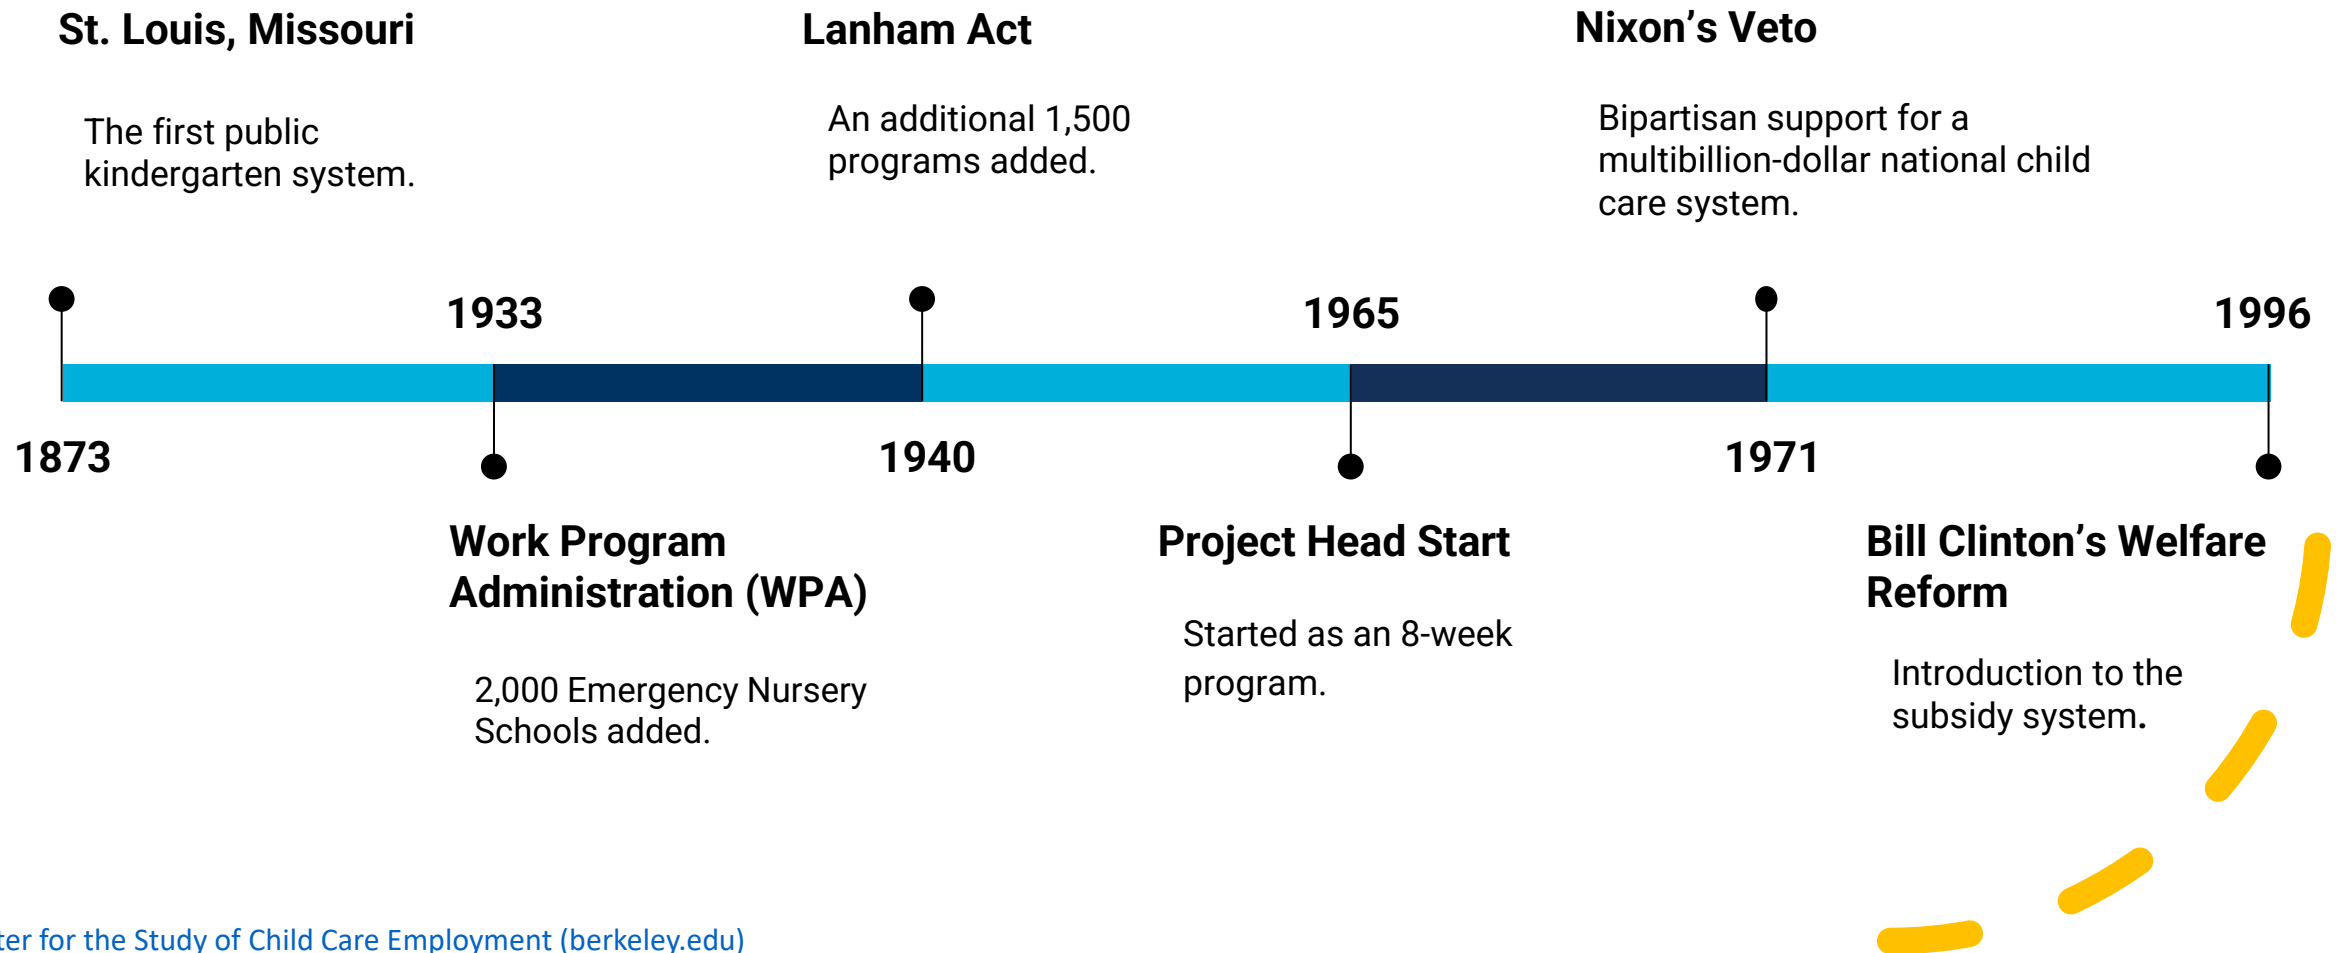 St. Louis, Missouri
The first public
kindergarten system.
Lanham Act
An additional 1,500
programs added.
Nixon’s Veto
Bipartisan support for a
multibillion-dollar national child
care system.
1933
1965
1996
1873
1940
1971
Work Program
Administration (WPA)
2,000 Emergency Nursery
Schools added.
Project Head Start
Started as an 8-week
program.
Bill Clinton’s Welfare
Reform
Introduction to the
subsidy system.
ter for the Study of Child Care Employment (berkeley.edu)